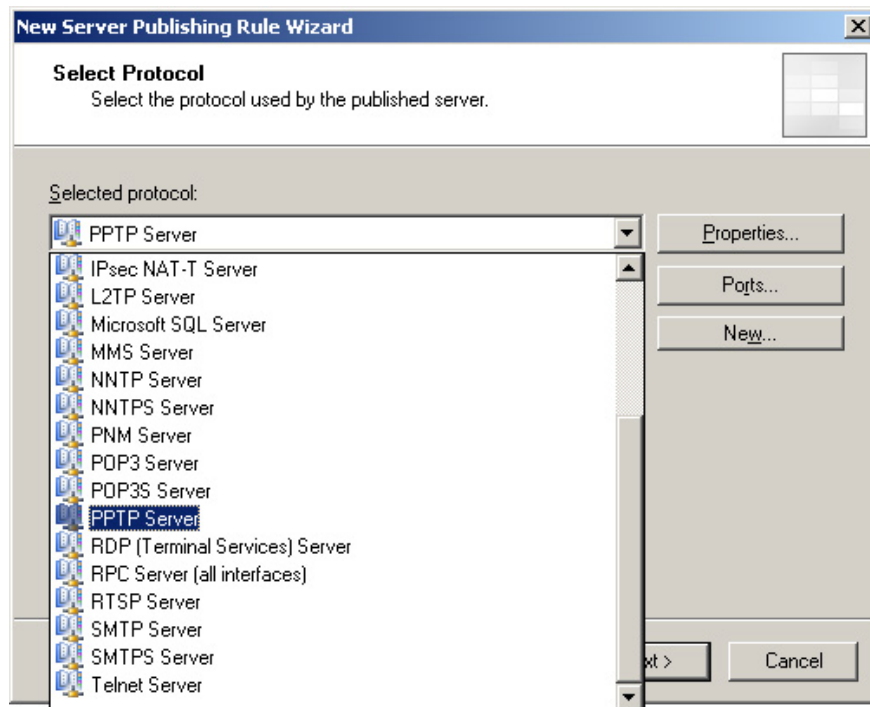 New Server Publishing Rule Wizard
Select Protocol
Select the protocol used by the published server.
Selected protocol:
PPTP Server
Properties...
IPsec NAT-T Server
L2TP Server
Ports...
Microsoft SQL Server
New...
MMS Server
NNTP Server
NNTPS Server
PNM Server
POP3 Server
POP3S Server
PPTP Server
RDP (Terminal Services) Server
RPC Server (all interfaces)
RTSP Server
SMTP Server
SMTPS Server
xt >
Cancel
Telnet Server